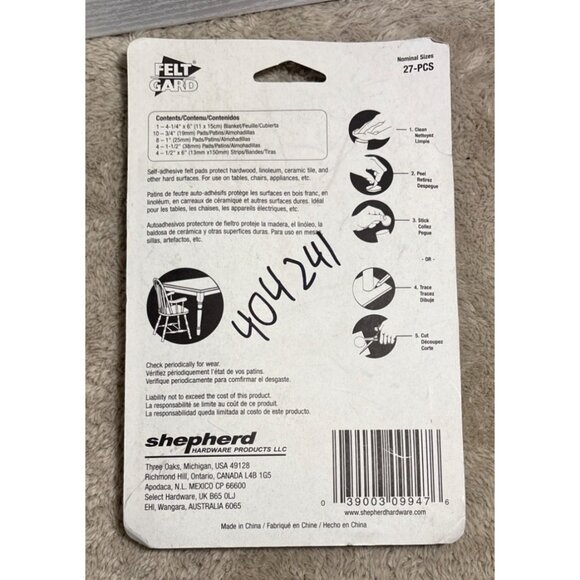 FELT
GARD
Nominal Sizes
27-PCS
Contents/Contenu/Contenidos
1 – 4-1/4" x 6" (11 x 15cm) Blanket/Feuille/Cubierta
10 – 3/4" (19mm) Pads/Patins/Almohadillas
8 – 1" (25mm) Pads/Patins/Almohadillas
4 – 1-1/2" (38mm) Pads/Patins/Almohadillas
4 – 1/2" x 6" (13mm x150mm) Strips/Bandes/Tiras
Self-adhesive felt pads protect hardwood, linoleum, ceramic tile, and
other hard surfaces. For use on tables, chairs, appliances, etc.
Patins de feutre auto-adhésifs protège les surfaces en bois franc, en
linoléum, en carreaux de céramique et autres surfaces dures. Idéal
pour les tables, les chaises, les appareils électriques, etc.
Autoadhesivos protectore de fieltro proteje la madera, el linóleo, la
baldosa de cerámica y otras superficies duras. Para uso en mesas
sillas, artefactos, etc.
1. Clean
Nettoyez
Limpie
2. Peel
Retirez
Despegue
3. Stick
Collez
Pegue
- OR -
4. Trace
Tracez
Dibuje
5. Cut
Découpez
Corte
404241
Check periodically for wear.
Vérifiez périodiquement l'état de vos patins.
Verifique periodicamente para comfirmar el desgaste.
Liability not to exceed the cost of this product.
La responsabilité se limite au coût de ce produit.
La responsabilidad queda limitada al costo de este producto.
shepherd
HARDWARE PRODUCTS LLC
Three Oaks, Michigan, USA 49128
Richmond Hill, Ontario, CANADA L4B 1G5
Apodaca, N.L. MEXICO CP 66600
Select Hardware, UK B65 0LJ
EHI, Wangara, AUSTRALIA 6065
0 39003 09947 6
www.shepherdhardware.com
Made in China / Fabriqué en Chine / Hecho en China